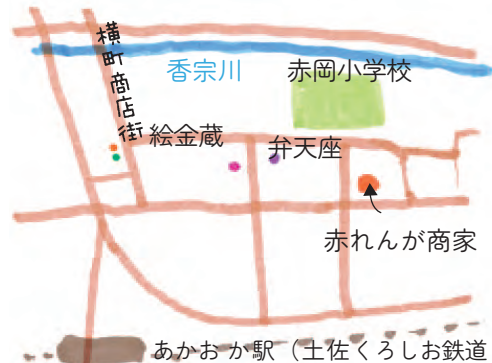 横町商店街
香宗川
赤岡小学校
絵金蔵
弁天座
赤れんが商家
あかおか駅（土佐くろしお鉄道